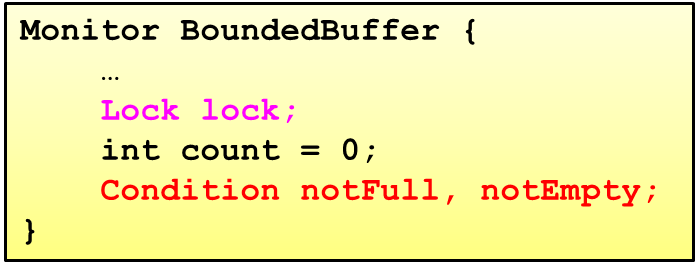 Monitor BoundedBuffer {
…
Lock lock;
int count = 0;
Condition notFull, notEmpty;
}